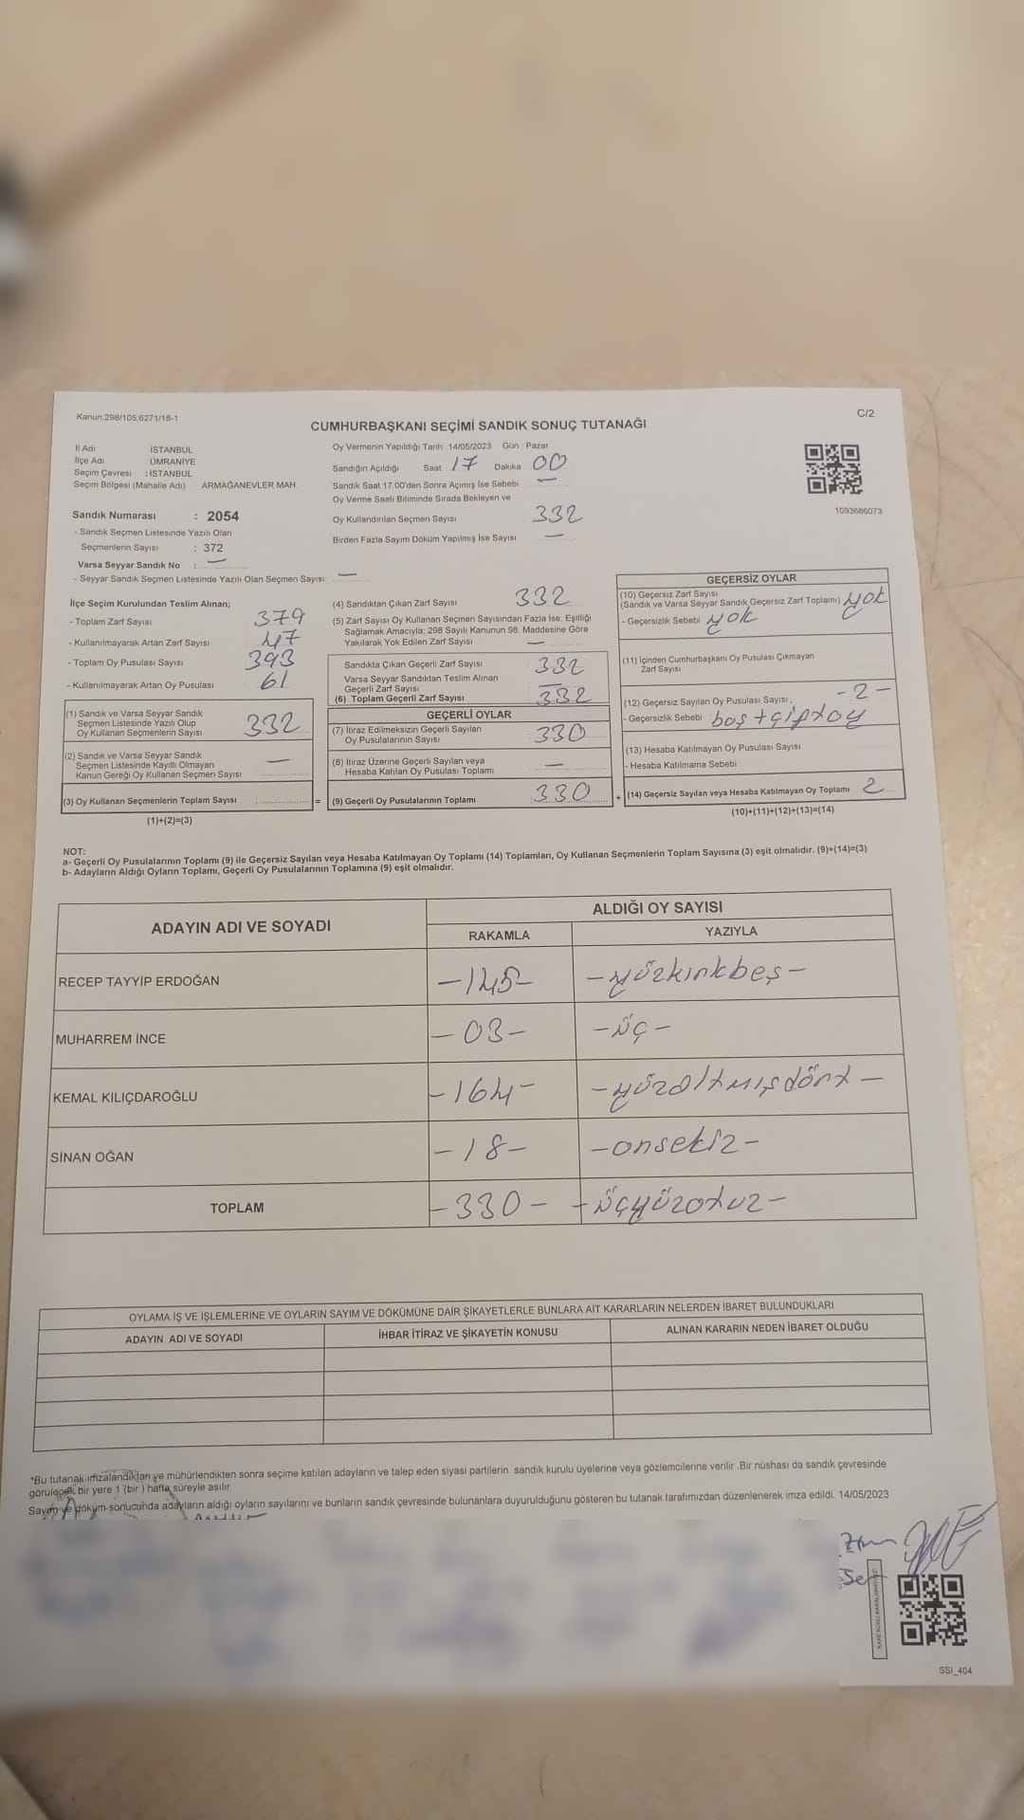 Kanun:298/105,6271/18-1
C/2
CUMHURBAŞKANI SEÇİMİ SANDIK SONUÇ TUTANAĞI
İl Adı İSTANBUL
İlçe Adı ÜMRANİYE
Seçim Çevresi : İSTANBUL
Seçim Bölgesi (Mahalle Adı) ARMAĞANEVLER MAH
Sandık Numarası : 2054
- Sandık Seçmen Listesinde Yazılı Olan
Seçmenlerin Sayısı : 372
Varsa Seyyar Sandık No : —
- Seyyar Sandık Seçmen Listesinde Yazılı Olan Seçmen Sayısı: —
Oy Vermenin Yapıldığı Tarih :14/05/2023 Gün : Pazar
Sandığın Açıldığı Saat 17 Dakika 00
Sandık Saat 17.00'den Sonra Açılmış İse Sebebi —
Oy Verme Saati Bitiminde Sırada Bekleyen ve
Oy Kullandırılan Seçmen Sayısı 332
Birden Fazla Sayım Döküm Yapılmış İse Sayısı —
1093686073
İlçe Seçim Kurulundan Teslim Alınan;
- Toplam Zarf Sayısı 379
- Kullanılmayarak Artan Zarf Sayısı 47
- Toplam Oy Pusulası Sayısı 393
- Kullanılmayarak Artan Oy Pusulası 61
(1) Sandık ve Varsa Seyyar Sandık
Seçmen Listesinde Yazılı Olup
Oy Kullanan Seçmenlerin Sayısı 332
(2) Sandık ve Varsa Seyyar Sandık
Seçmen Listesinde Kayıtlı Olmayan
Kanun Gereği Oy Kullanan Seçmen Sayısı —
(3) Oy Kullanan Seçmenlerin Toplam Sayısı =
(1)+(2)=(3)
(4) Sandıktan Çıkan Zarf Sayısı 332
(5) Zarf Sayısı Oy Kullanan Seçmen Sayısından Fazla İse, Eşitliği
Sağlamak Amacıyla; 298 Sayılı Kanunun 98. Maddesine Göre
Yakılarak Yok Edilen Zarf Sayısı —
Sandıkta Çıkan Geçerli Zarf Sayısı 332
Varsa Seyyar Sandıktan Teslim Alınan
Geçerli Zarf Sayısı —
(6) Toplam Geçerli Zarf Sayısı 332
GEÇERLİ OYLAR
(7) İtiraz Edilmeksizin Geçerli Sayılan
Oy Pusulalarının Sayısı 330
(8) İtiraz Üzerine Geçerli Sayılan veya
Hesaba Katılan Oy Pusulası Toplamı —
(9) Geçerli Oy Pusulalarının Toplamı 330 +
GEÇERSİZ OYLAR
(10) Geçersiz Zarf Sayısı
(Sandık ve Varsa Seyyar Sandık Geçersiz Zarf Toplamı) yok
- Geçersizlik Sebebi yok
(11) İçinden Cumhurbaşkanı Oy Pusulası Çıkmayan
Zarf Sayısı
(12) Geçersiz Sayılan Oy Pusulası Sayısı - 2 -
- Geçersizlik Sebebi boş+çiftoy
(13) Hesaba Katılmayan Oy Pusulası Sayısı
- Hesaba Katılmama Sebebi
(14) Geçersiz Sayılan veya Hesaba Katılmayan Oy Toplamı 2
(10)+(11)+(12)+(13)=(14)
NOT:
a- Geçerli Oy Pusulalarının Toplamı (9) ile Geçersiz Sayılan veya Hesaba Katılmayan Oy Toplamı (14) Toplamları, Oy Kullanan Seçmenlerin Toplam Sayısına (3) eşit olmalıdır. (9)+(14)=(3)
b- Adayların Aldığı Oyların Toplamı, Geçerli Oy Pusulalarının Toplamına (9) eşit olmalıdır.
ADAYIN ADI VE SOYADI
ALDIĞI OY SAYISI
RAKAMLA YAZIYLA
RECEP TAYYİP ERDOĞAN -145- -yüzkırkbeş-
MUHARREM İNCE -03- -üç-
KEMAL KILIÇDAROĞLU -164- -yüzaltmışdört-
SİNAN OĞAN -18- -onsekiz-
TOPLAM -330- -üçyüzotuz-
OYLAMA İŞ VE İŞLEMLERİNE VE OYLARIN SAYIM VE DÖKÜMÜNE DAİR ŞİKAYETLERLE BUNLARA AİT KARARLARIN NELERDEN İBARET BULUNDUKLARI
ADAYIN ADI VE SOYADI İHBAR İTİRAZ VE ŞİKAYETİN KONUSU ALINAN KARARIN NEDEN İBARET OLDUĞU
*Bu tutanak imzalandıktan ve mühürlendikten sonra seçime katılan adayların ve talep eden siyasi partilerin sandık kurulu üyelerine veya gözlemcilerine verilir .Bir nüshası da sandık çevresinde
görülecek bir yere 1 (bir ) hafta süreyle asılır.
Sayım ve döküm sonucunda adayların aldığı oyların sayılarını ve bunların sandık çevresinde bulunanlara duyurulduğunu gösteren bu tutanak tarafımızdan düzenlenerek imza edildi. 14/05/2023
SSİ_404